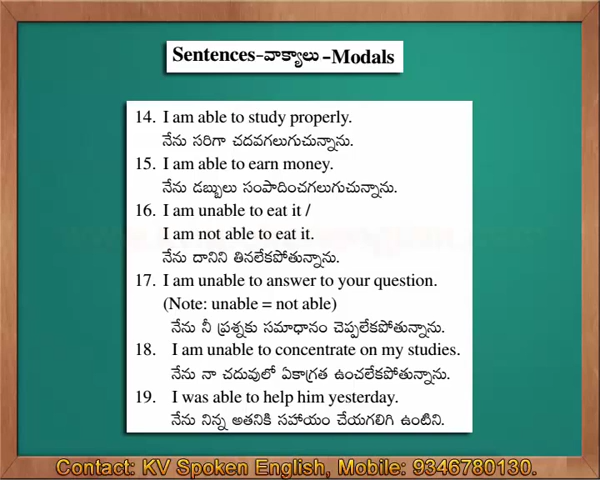 Sentences-వాక్యాలు-Modals
14. I am able to study properly.
నేను సరిగా చదవగలుగుచున్నాను.
15. I am able to earn money.
నేను డబ్బులు సంపాదించగలుగుచున్నాను.
16. I am unable to eat it /
I am not able to eat it.
నేను దానిని తినలేకపోతున్నాను.
17. I am unable to answer to your question.
(Note: unable = not able)
నేను నీ ప్రశ్నకు సమాధానం చెప్పలేకపోతున్నాను.
18. I am unable to concentrate on my studies.
నేను నా చదువులో ఏకాగ్రత ఉంచలేకపోతున్నాను.
19. I was able to help him yesterday.
నేను నిన్న అతనికి సహాయం చేయగలిగి ఉంటిని.
Contact: KV Spoken English, Mobile: 9346780130.